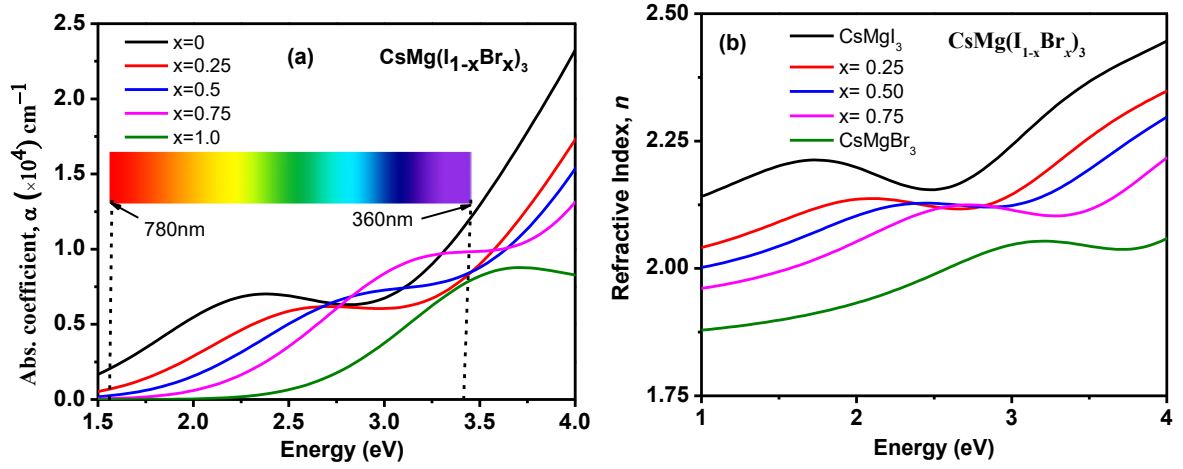 2.5
2.0
1.5
1.0
0.5
0.0
Abs. coefficient, α (×10⁴) cm⁻¹
x=0
x=0.25
x=0.5
x=0.75
x=1.0
(a)
CsMg(I₁₋ₓBrₓ)₃
780nm
360nm
1.5 2.0 2.5 3.0 3.5 4.0
Energy (eV)
2.50
2.25
2.00
1.75
Refractive Index, n
(b)
CsMgI₃
x= 0.25
x= 0.50
x= 0.75
CsMgBr₃
CsMg(I₁₋ₓBrₓ)₃
1 2 3 4
Energy (eV)